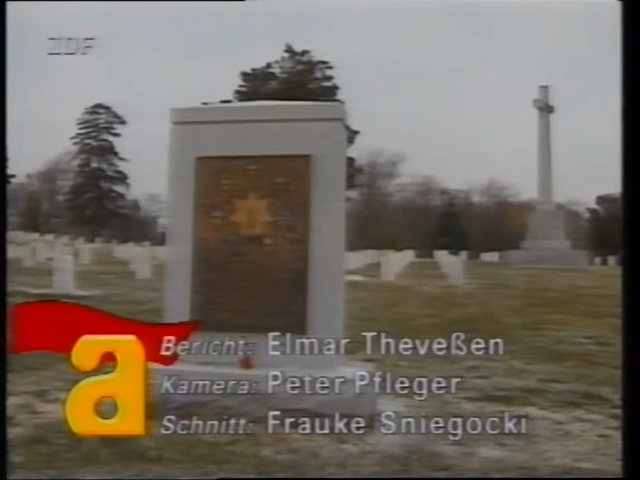 ZDF
Bericht: Elmar Theveßen
a Kamera: Peter Pfleger
Schnitt: Frauke Sniegocki